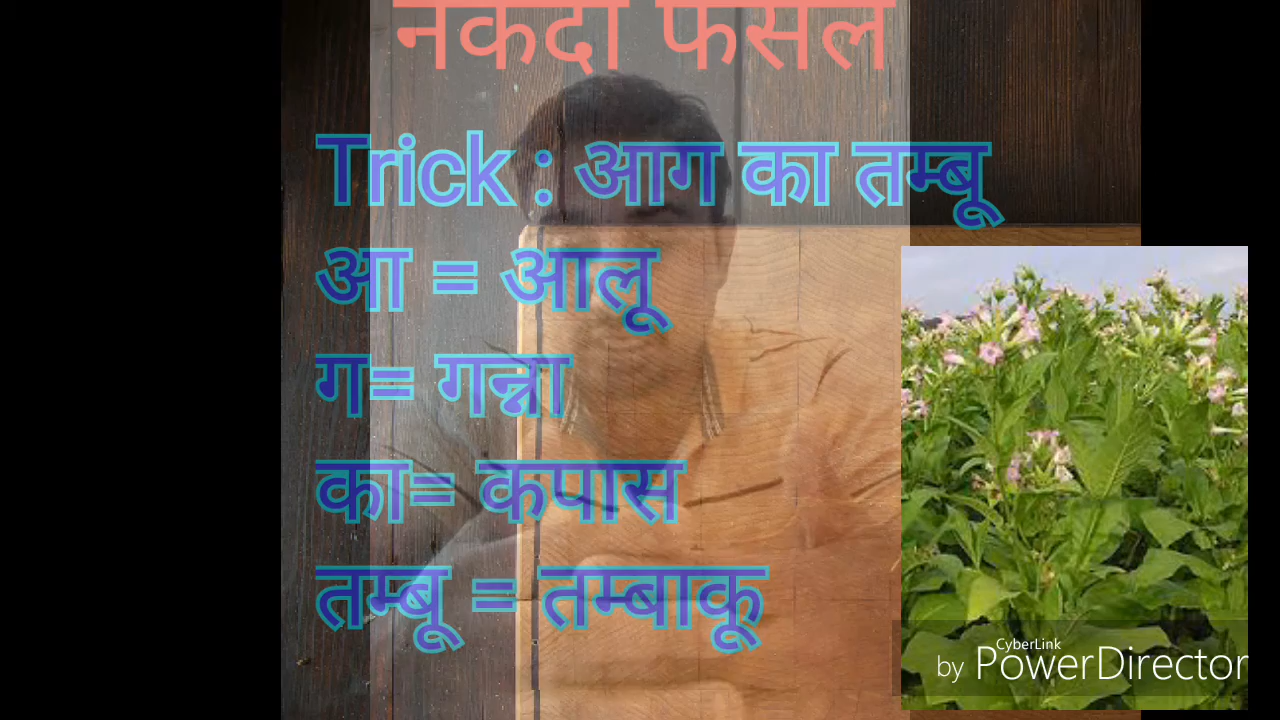 नकदी फसल
Trick : आग का तम्बू
आ = आलू
ग= गन्ना
का= कपास
तम्बू = तम्बाकू
CyberLink
by PowerDirector